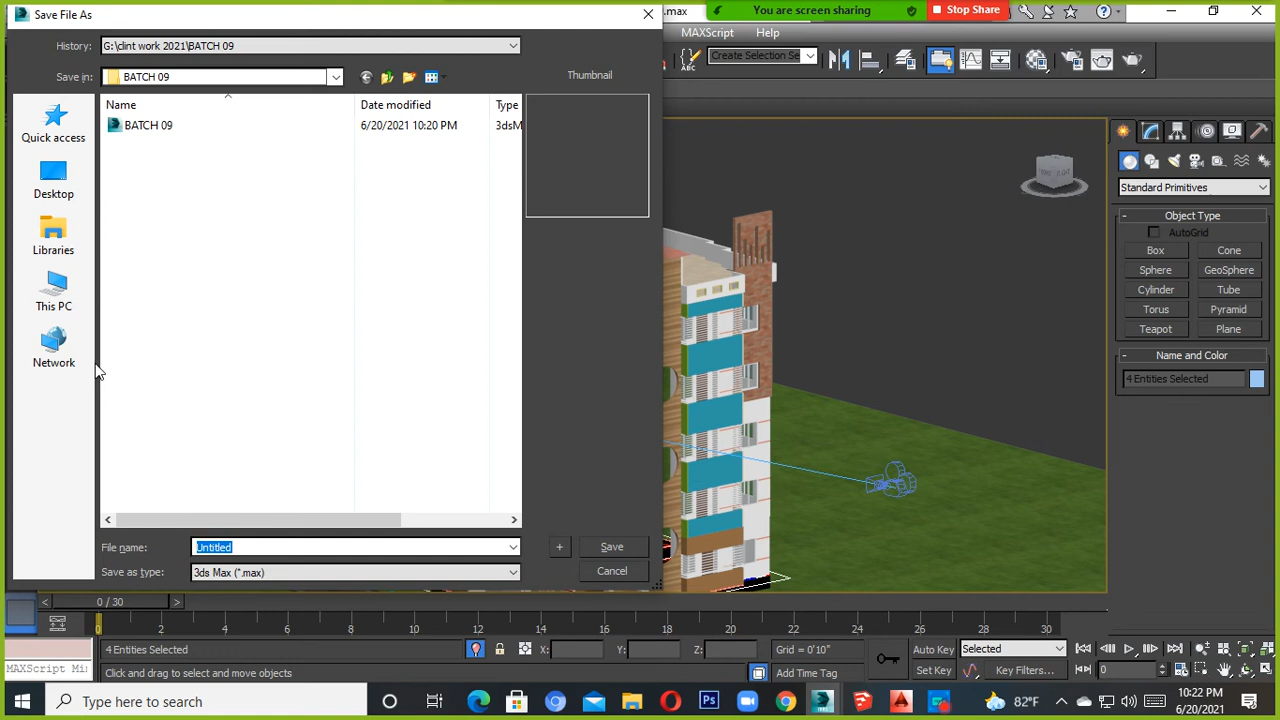 Save File As
.max
You are screen sharing
Stop Share
History:
G:\clint work 2021\BATCH 09
MAXScript
Help
Save in:
BATCH 09
Thumbnail
ABC
Create Selection Se
Name
Date modified
Type
BATCH 09
6/20/2021 10:20 PM
3dsM
Quick access
Desktop
Libraries
This PC
Network
Standard Primitives
Object Type
AutoGrid
Box
Cone
Sphere
GeoSphere
Cylinder
Tube
Torus
Pyramid
Teapot
Plane
Name and Color
4 Entities Selected
File name:
Untitled
Save
Save as type:
3ds Max (*.max)
Cancel
0 / 30
0 2 4 6 8 10 12 14 16 18 20 22 24 26 28 30
4 Entities Selected
X:
Y:
Z:
Grid = 0'10"
Auto Key
Selected
MAXScript Mi
Click and drag to select and move objects
Add Time Tag
Set Key
Key Filters...
0
Type here to search
Ps
82°F
10:22 PM
6/20/2021